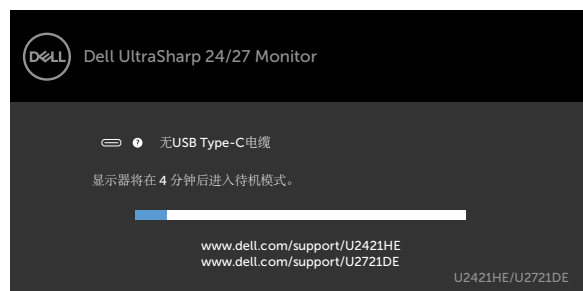 DELL
Dell UltraSharp 24/27 Monitor
? 无USB Type-C电缆
显示器将在 4 分钟后进入待机模式。
www.dell.com/support/U2421HE
www.dell.com/support/U2721DE
U2421HE/U2721DE